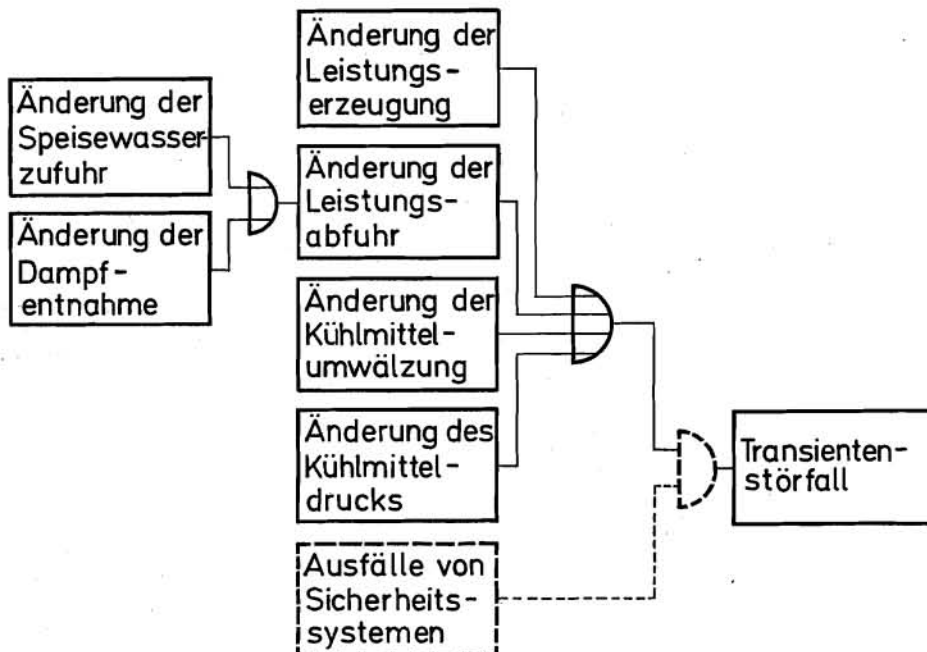 Änderung der
Speisewasser-
zufuhr
Änderung der
Dampf-
entnahme
Änderung der
Leistungs-
erzeugung
Änderung der
Leistungs-
abfuhr
Änderung der
Kühlmittel-
umwälzung
Änderung des
Kühlmittel-
drucks
Ausfälle von
Sicherheits-
systemen
Transienten-
störfall